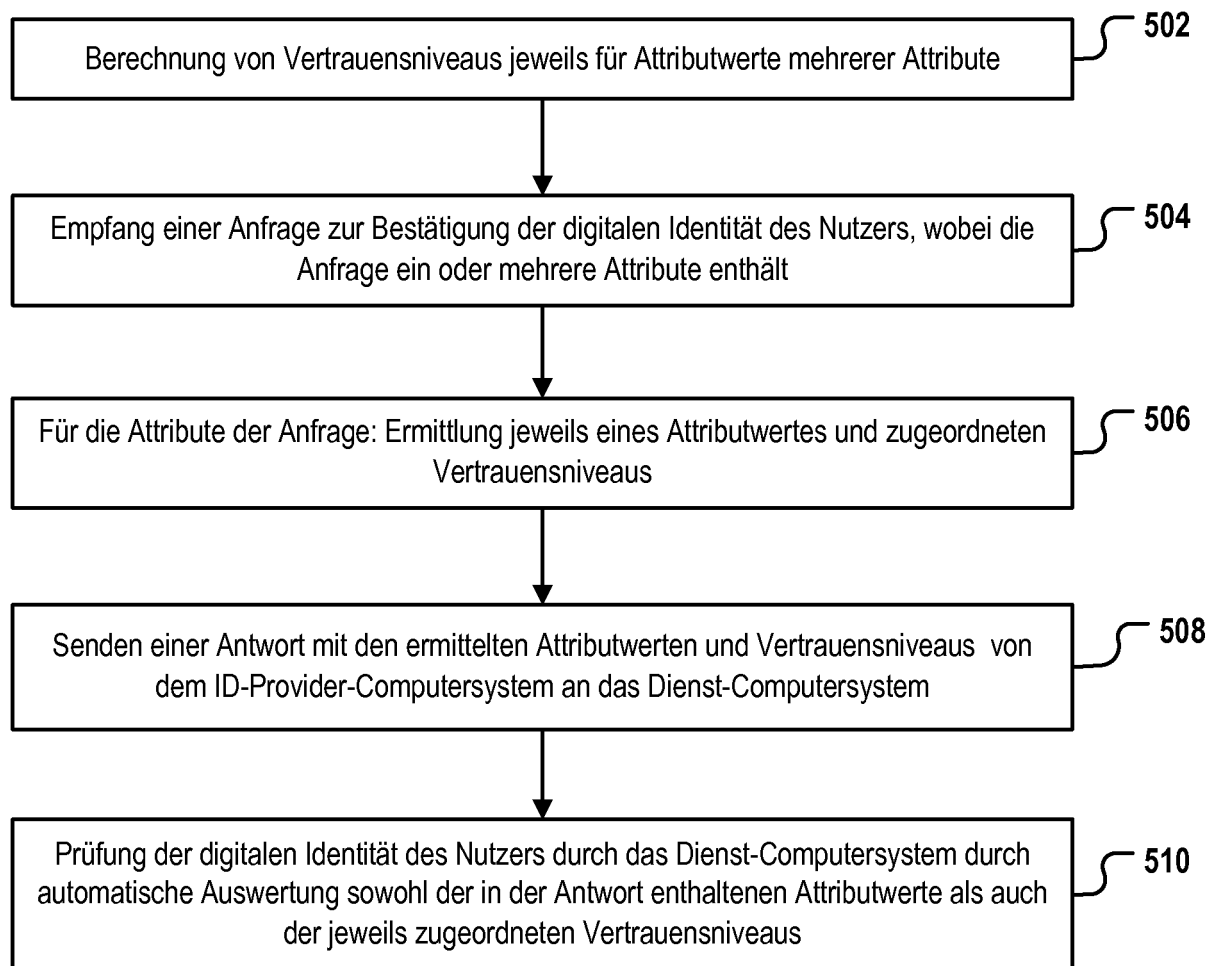 502
Berechnung von Vertrauensniveaus jeweils für Attributwerte mehrerer Attribute
504
Empfang einer Anfrage zur Bestätigung der digitalen Identität des Nutzers, wobei die
Anfrage ein oder mehrere Attribute enthält
506
Für die Attribute der Anfrage: Ermittlung jeweils eines Attributwertes und zugeordneten
Vertrauensniveaus
508
Senden einer Antwort mit den ermittelten Attributwerten und Vertrauensniveaus von
dem ID-Provider-Computersystem an das Dienst-Computersystem
510
Prüfung der digitalen Identität des Nutzers durch das Dienst-Computersystem durch
automatische Auswertung sowohl der in der Antwort enthaltenen Attributwerte als auch
der jeweils zugeordneten Vertrauensniveaus